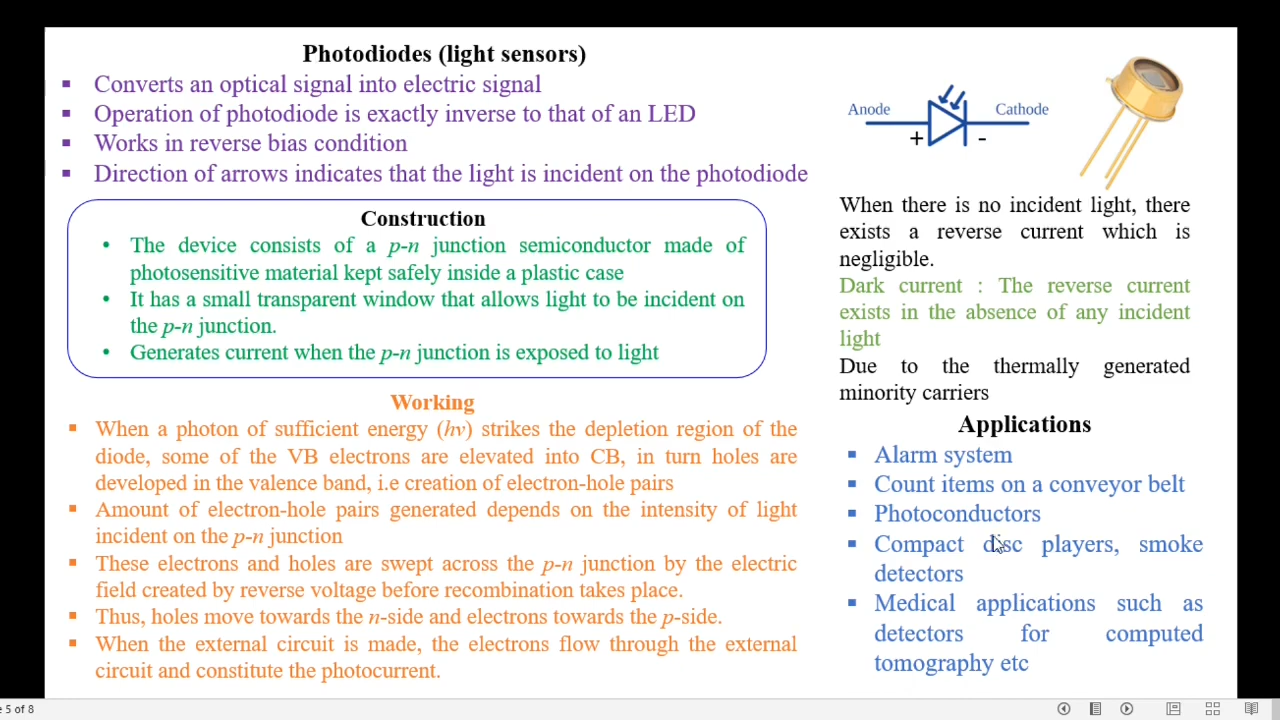 Photodiodes (light sensors)
▪ Converts an optical signal into electric signal
▪ Operation of photodiode is exactly inverse to that of an LED
▪ Works in reverse bias condition
▪ Direction of arrows indicates that the light is incident on the photodiode
Construction
• The device consists of a p-n junction semiconductor made of
photosensitive material kept safely inside a plastic case
• It has a small transparent window that allows light to be incident on
the p-n junction.
• Generates current when the p-n junction is exposed to light
Working
▪ When a photon of sufficient energy (hν) strikes the depletion region of the
diode, some of the VB electrons are elevated into CB, in turn holes are
developed in the valence band, i.e creation of electron-hole pairs
▪ Amount of electron-hole pairs generated depends on the intensity of light
incident on the p-n junction
▪ These electrons and holes are swept across the p-n junction by the electric
field created by reverse voltage before recombination takes place.
▪ Thus, holes move towards the n-side and electrons towards the p-side.
▪ When the external circuit is made, the electrons flow through the external
circuit and constitute the photocurrent.
Anode Cathode
+ -
When there is no incident light, there
exists a reverse current which is
negligible.
Dark current : The reverse current
exists in the absence of any incident
light
Due to the thermally generated
minority carriers
Applications
▪ Alarm system
▪ Count items on a conveyor belt
▪ Photoconductors
▪ Compact disc players, smoke
detectors
▪ Medical applications such as
detectors for computed
tomography etc
e 5 of 8